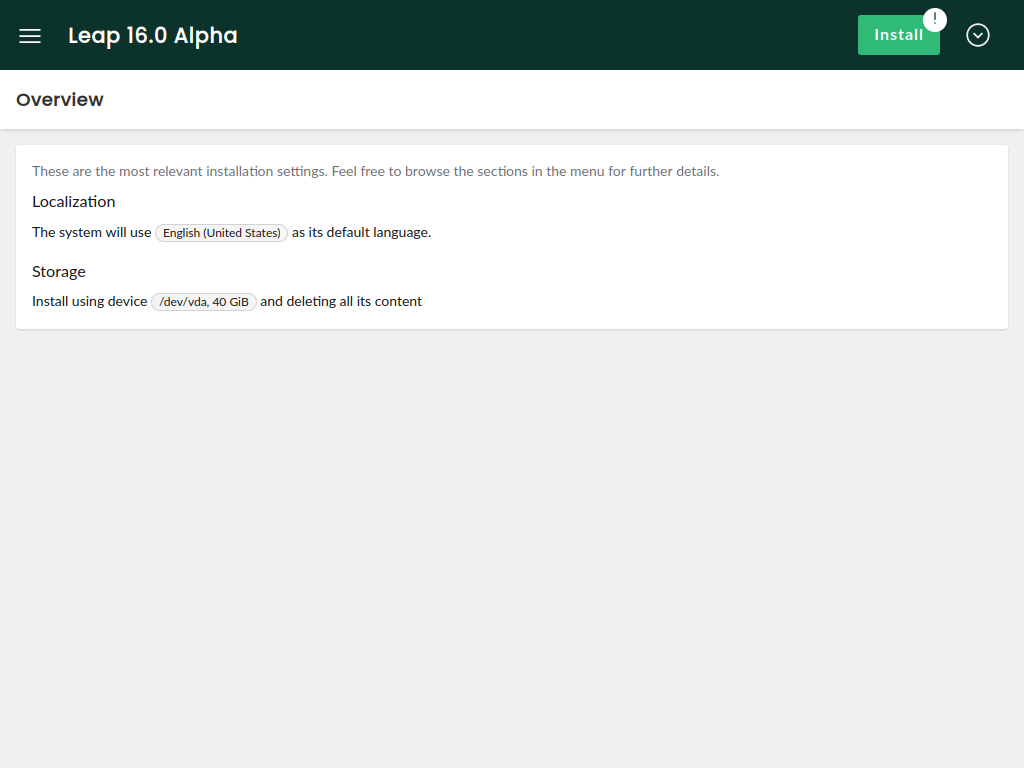 Leap 16.0 Alpha
Install
!
Overview
These are the most relevant installation settings. Feel free to browse the sections in the menu for further details.
Localization
The system will use English (United States) as its default language.
Storage
Install using device /dev/vda, 40 GiB and deleting all its content